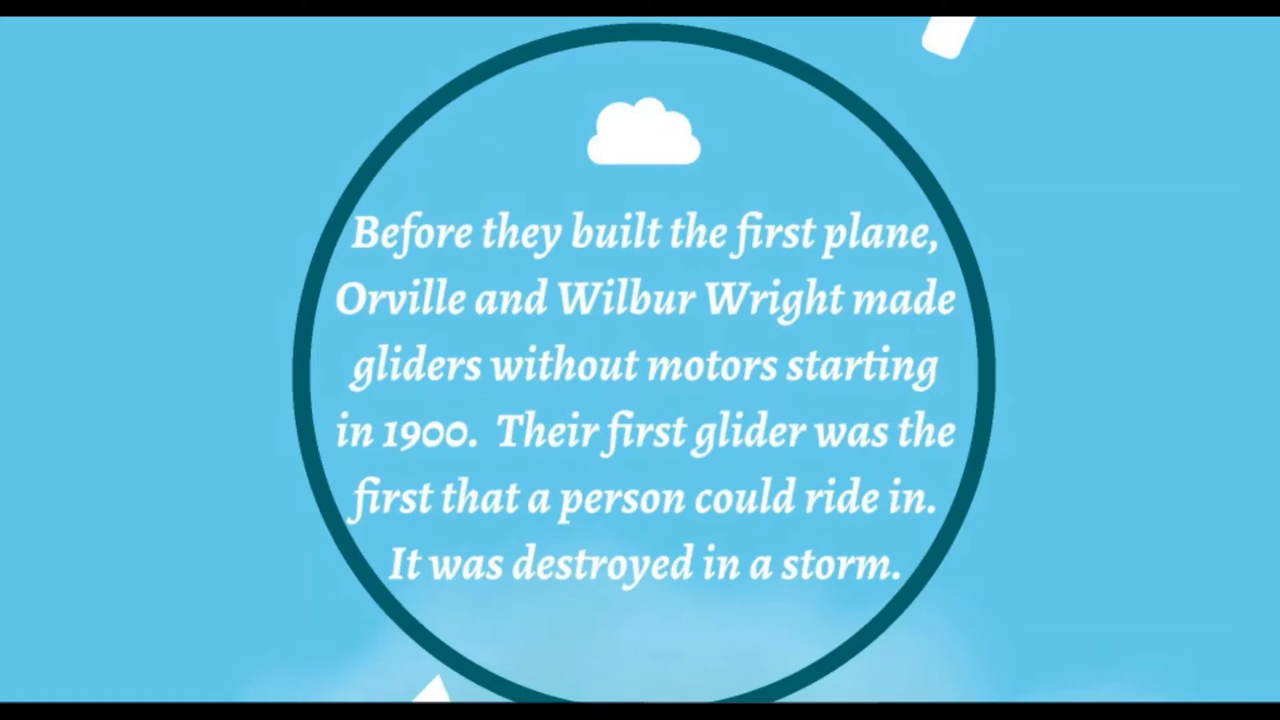 Before they built the first plane,
Orville and Wilbur Wright made
gliders without motors starting
in 1900. Their first glider was the
first that a person could ride in.
It was destroyed in a storm.